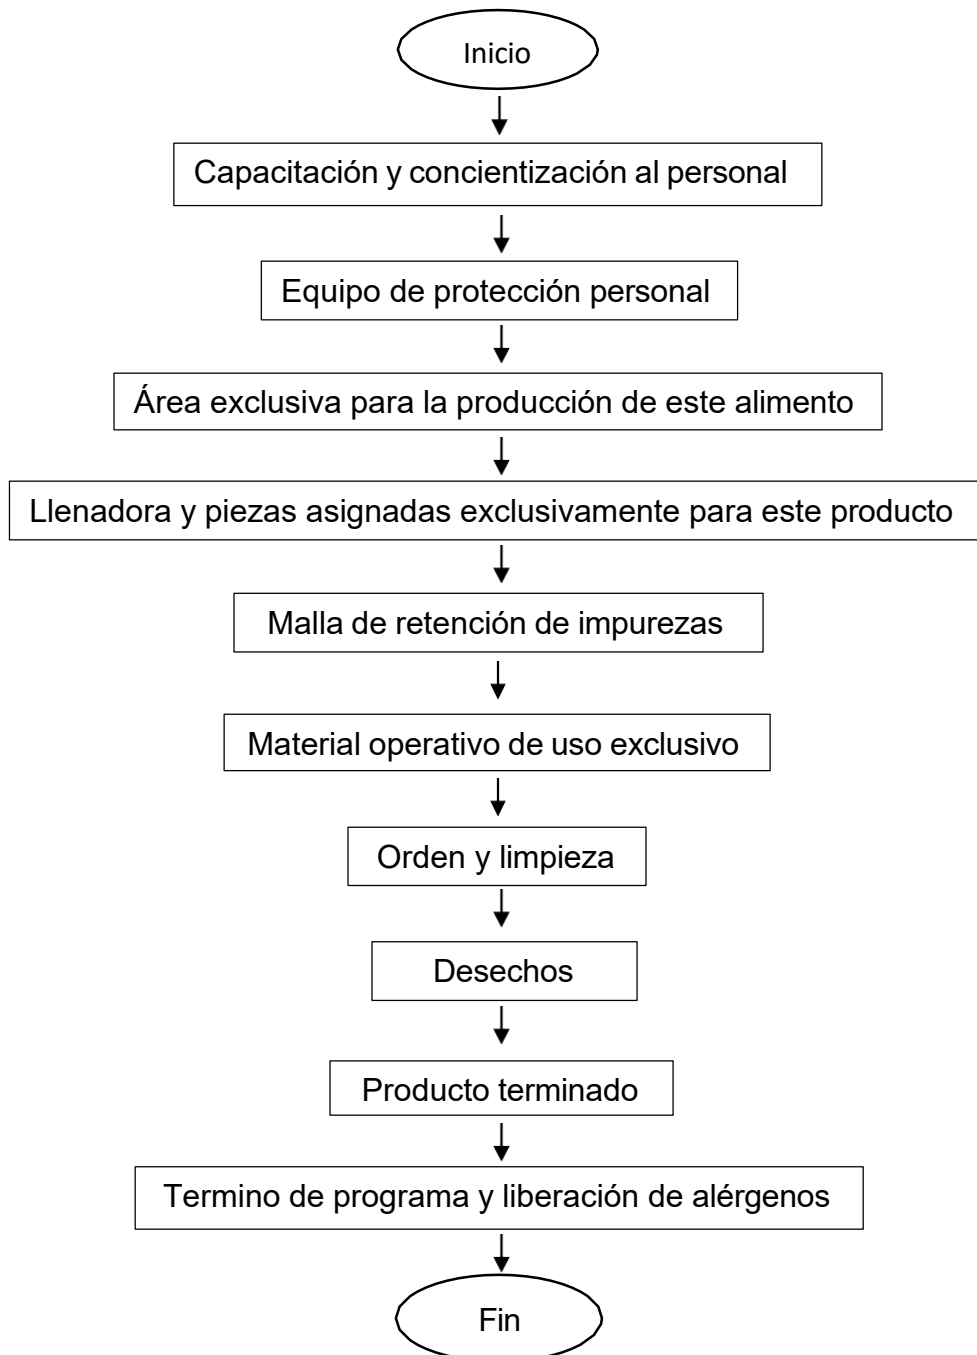 Inicio
Capacitación y concientización al personal
Equipo de protección personal
Área exclusiva para la producción de este alimento
Llenadora y piezas asignadas exclusivamente para este producto
Malla de retención de impurezas
Material operativo de uso exclusivo
Orden y limpieza
Desechos
Producto terminado
Termino de programa y liberación de alérgenos
Fin